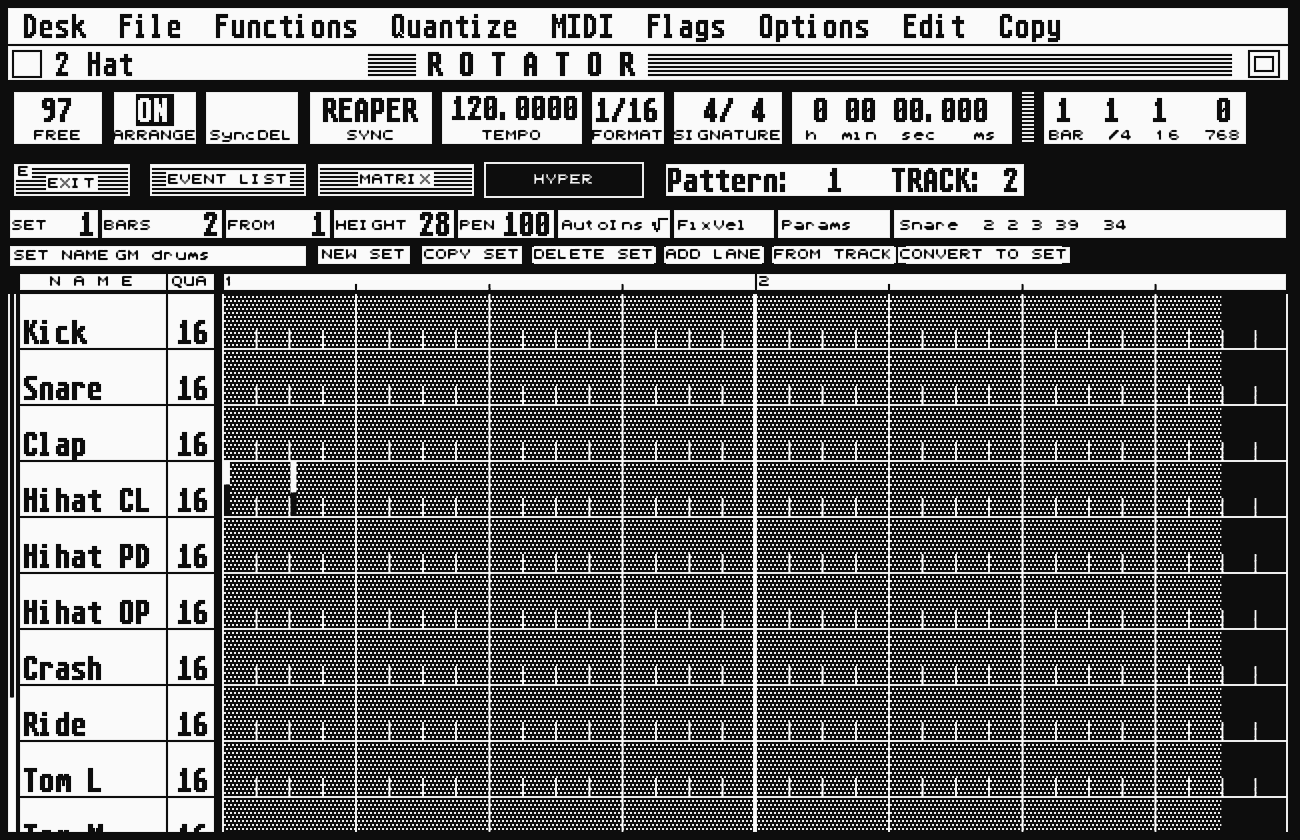 Desk File Functions Quantize MIDI Flags Options Edit Copy
2 Hat ROTATOR
97 ON REAPER 120.0000 1/16 4/ 4 0 00 00.000 1 1 1 0
FREE ARRANGE SyncDEL SYNC TEMPO FORMAT SIGNATURE h min sec ms BAR /4 16 768
E EXIT EVENT LIST MATRIX HYPER Pattern: 1 TRACK: 2
SET 1 BARS 2 FROM 1 HEIGHT 28 PEN 100 AutoIns √ FixVel Params Snare 2 2 3 39 34
SET NAME GM drums NEW SET COPY SET DELETE SET ADD LANE FROM TRACK CONVERT TO SET
NAME QUA 1 2
Kick 16
Snare 16
Clap 16
Hihat CL 16
Hihat PD 16
Hihat OP 16
Crash 16
Ride 16
Tom L 16